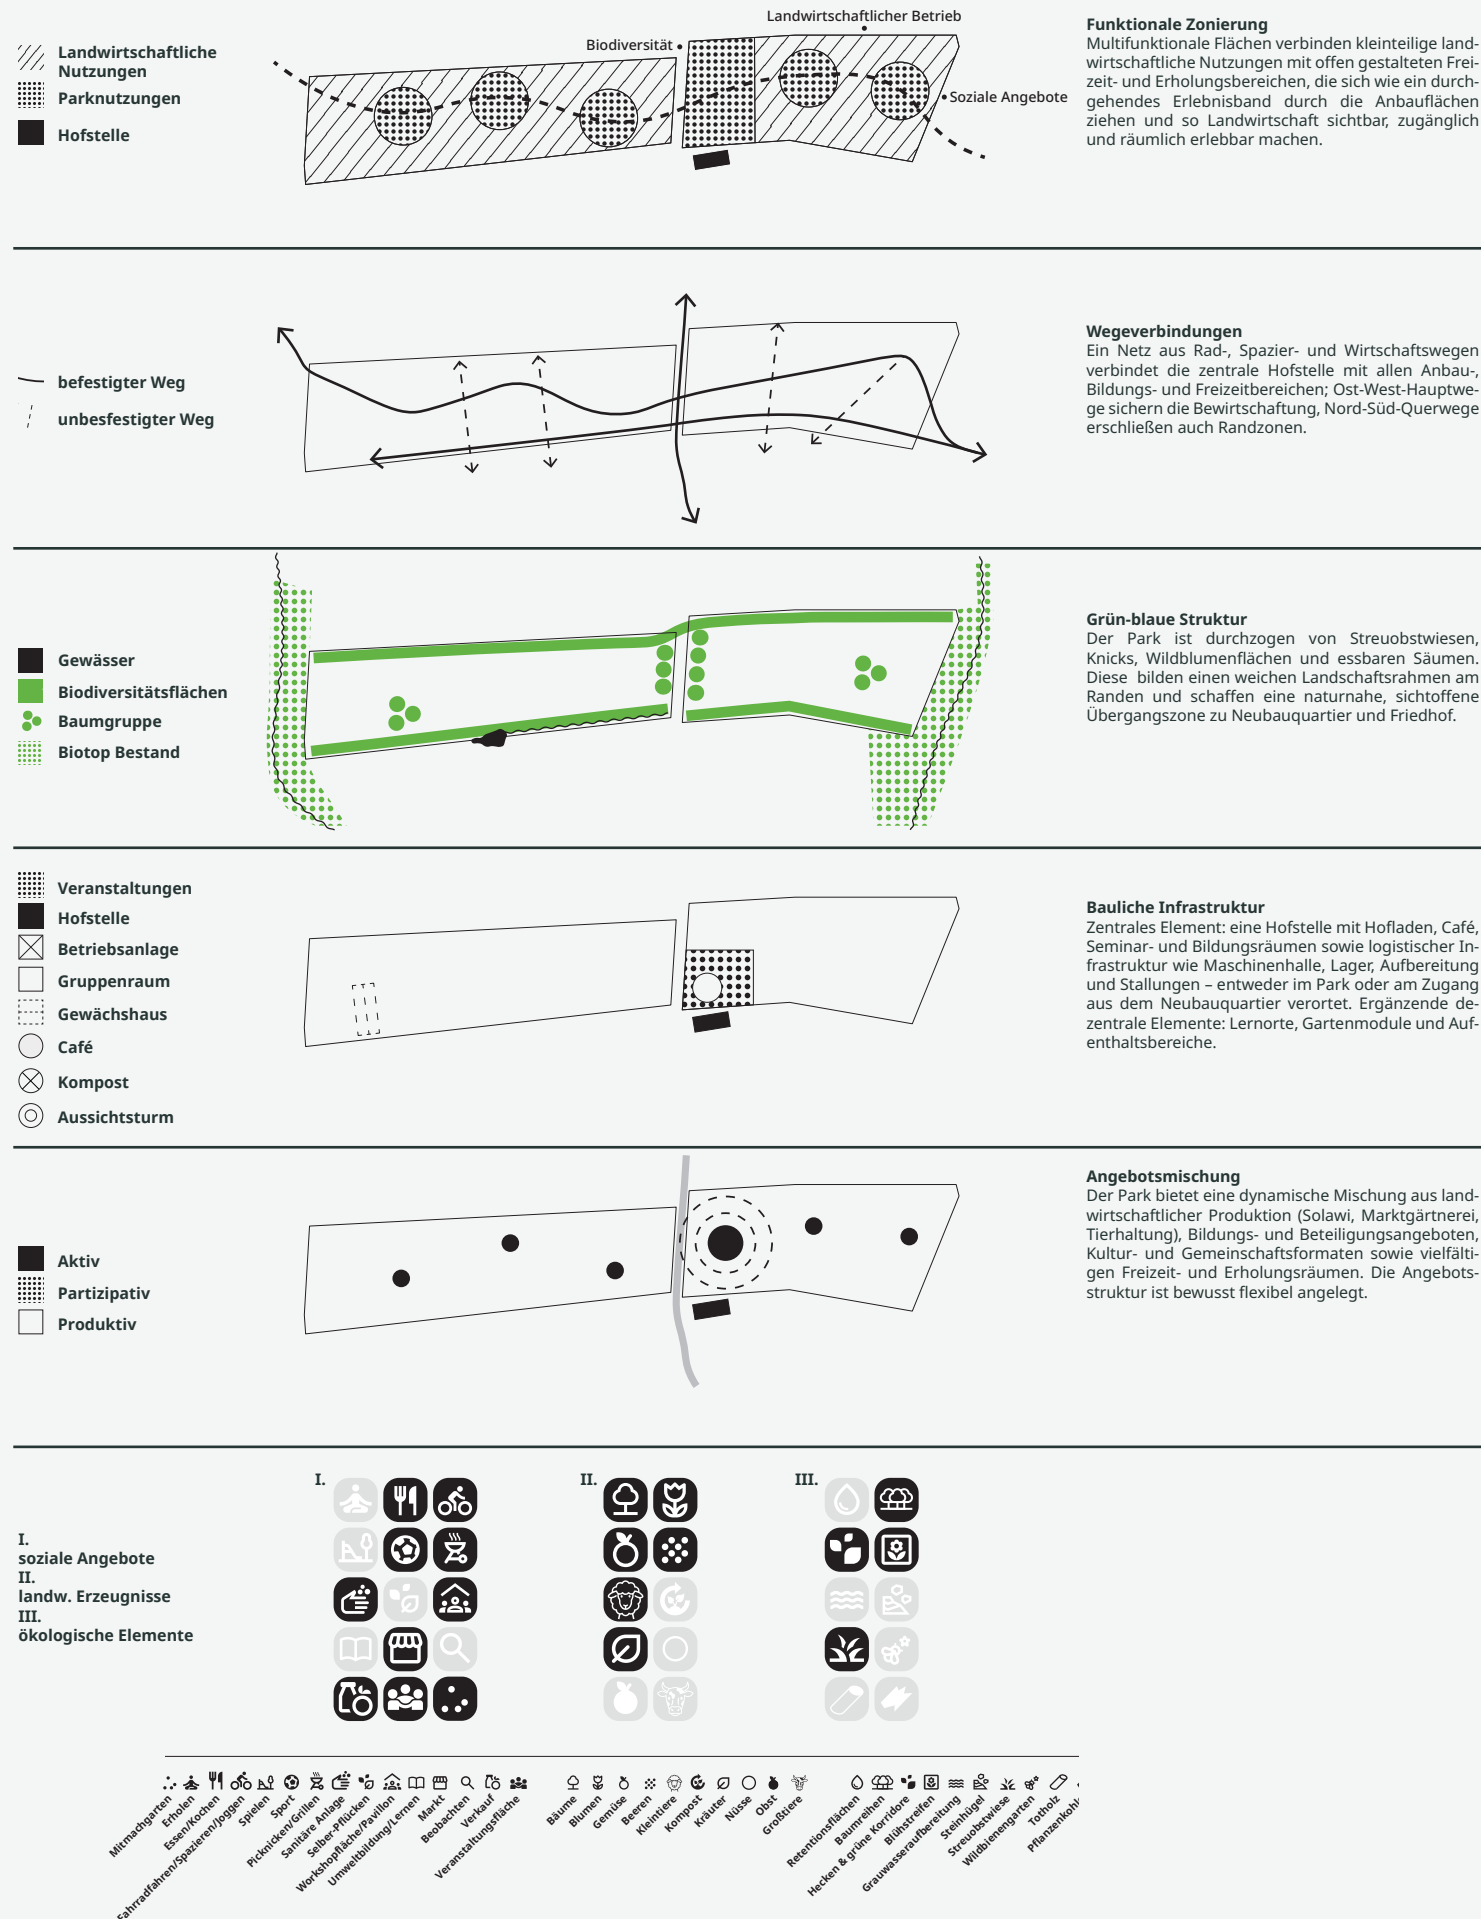 Landwirtschaftliche
Nutzungen
Parknutzungen
Hofstelle
Landwirtschaftlicher Betrieb
Biodiversität
Soziale Angebote
Funktionale Zonierung
Multifunktionale Flächen verbinden kleinteilige land-
wirtschaftliche Nutzungen mit offen gestalteten Frei-
zeit- und Erholungsbereichen, die sich wie ein durch-
gehendes Erlebnisband durch die Anbauflächen
ziehen und so Landwirtschaft sichtbar, zugänglich
und räumlich erlebbar machen.
befestigter Weg
unbesfestigter Weg
Wegeverbindungen
Ein Netz aus Rad-, Spazier- und Wirtschaftswegen
verbindet die zentrale Hofstelle mit allen Anbau-,
Bildungs- und Freizeitbereichen; Ost-West-Hauptwe-
ge sichern die Bewirtschaftung, Nord-Süd-Querwege
erschließen auch Randzonen.
Gewässer
Biodiversitätsflächen
Baumgruppe
Biotop Bestand
Grün-blaue Struktur
Der Park ist durchzogen von Streuobstwiesen,
Knicks, Wildblumenflächen und essbaren Säumen.
Diese bilden einen weichen Landschaftsrahmen am
Randen und schaffen eine naturnahe, sichtoffene
Übergangszone zu Neubauquartier und Friedhof.
Veranstaltungen
Hofstelle
Betriebsanlage
Gruppenraum
Gewächshaus
Café
Kompost
Aussichtsturm
Bauliche Infrastruktur
Zentrales Element: eine Hofstelle mit Hofladen, Café,
Seminar- und Bildungsräumen sowie logistischer In-
frastruktur wie Maschinenhalle, Lager, Aufbereitung
und Stallungen – entweder im Park oder am Zugang
aus dem Neubauquartier verortet. Ergänzende de-
zentrale Elemente: Lernorte, Gartenmodule und Auf-
enthaltsbereiche.
Aktiv
Partizipativ
Produktiv
Angebotsmischung
Der Park bietet eine dynamische Mischung aus land-
wirtschaftlicher Produktion (Solawi, Marktgärtnerei,
Tierhaltung), Bildungs- und Beteiligungsangeboten,
Kultur- und Gemeinschaftsformaten sowie vielfälti-
gen Freizeit- und Erholungsräumen. Die Angebots-
struktur ist bewusst flexibel angelegt.
I.
soziale Angebote
II.
landw. Erzeugnisse
III.
ökologische Elemente
I.
II.
III.
Mitmachgarten
Erholen
Essen/Kochen
Fahrradfahren/Spazieren/Joggen
Spielen
Sport
Picknicken/Grillen
Sanitäre Anlage
Selber-Pflücken
Workshopfläche/Pavillon
Umweltbildung/Lernen
Markt
Beobachten
Verkauf
Veranstaltungsfläche
Bäume
Blumen
Gemüse
Beeren
Kleintiere
Kompost
Kräuter
Nüsse
Obst
Großtiere
Retentionsflächen
Baumreihen
Hecken & grüne Korridore
Blühstreifen
Grauwasseraufbereitung
Steinhügel
Streuobstwiese
Wildbienengarten
Totholz
Pflanzenkohl